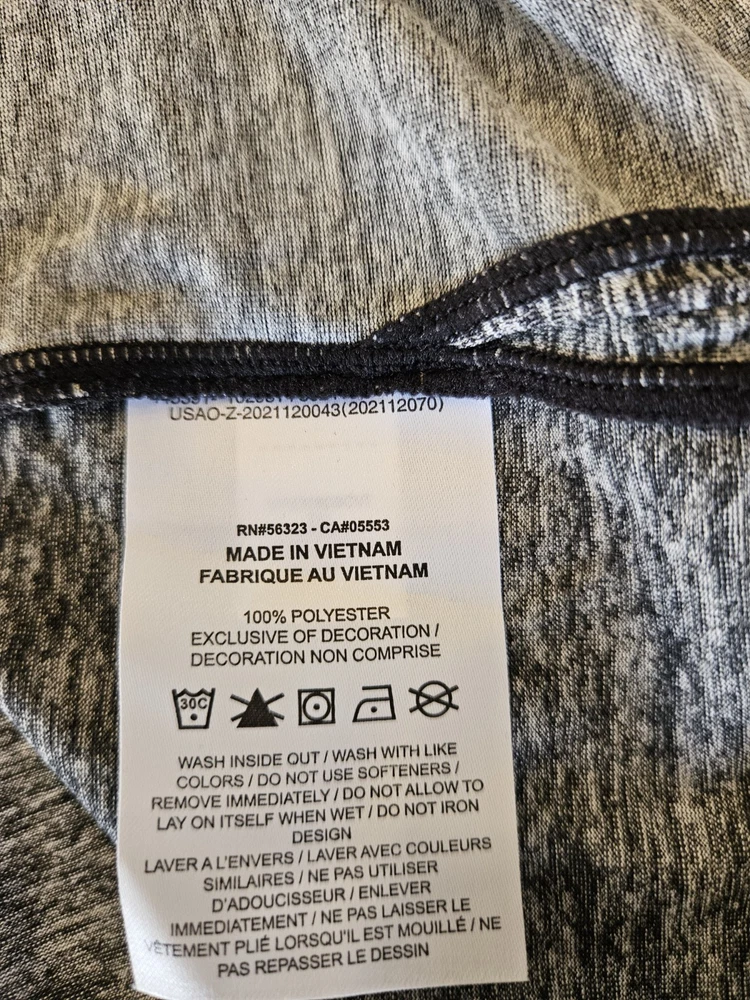 USAO-Z-2021120043(202112070)
RN#56323 - CA#05553
MADE IN VIETNAM
FABRIQUE AU VIETNAM
100% POLYESTER
EXCLUSIVE OF DECORATION /
DECORATION NON COMPRISE
30C
WASH INSIDE OUT / WASH WITH LIKE
COLORS / DO NOT USE SOFTENERS /
REMOVE IMMEDIATELY / DO NOT ALLOW TO
LAY ON ITSELF WHEN WET / DO NOT IRON
DESIGN
LAVER A L'ENVERS / LAVER AVEC COULEURS
SIMILAIRES / NE PAS UTILISER
D'ADOUCISSEUR / ENLEVER
IMMEDIATEMENT / NE PAS LAISSER LE
VÊTEMENT PLIÉ LORSQU'IL EST MOUILLÉ / NE
PAS REPASSER LE DESSIN